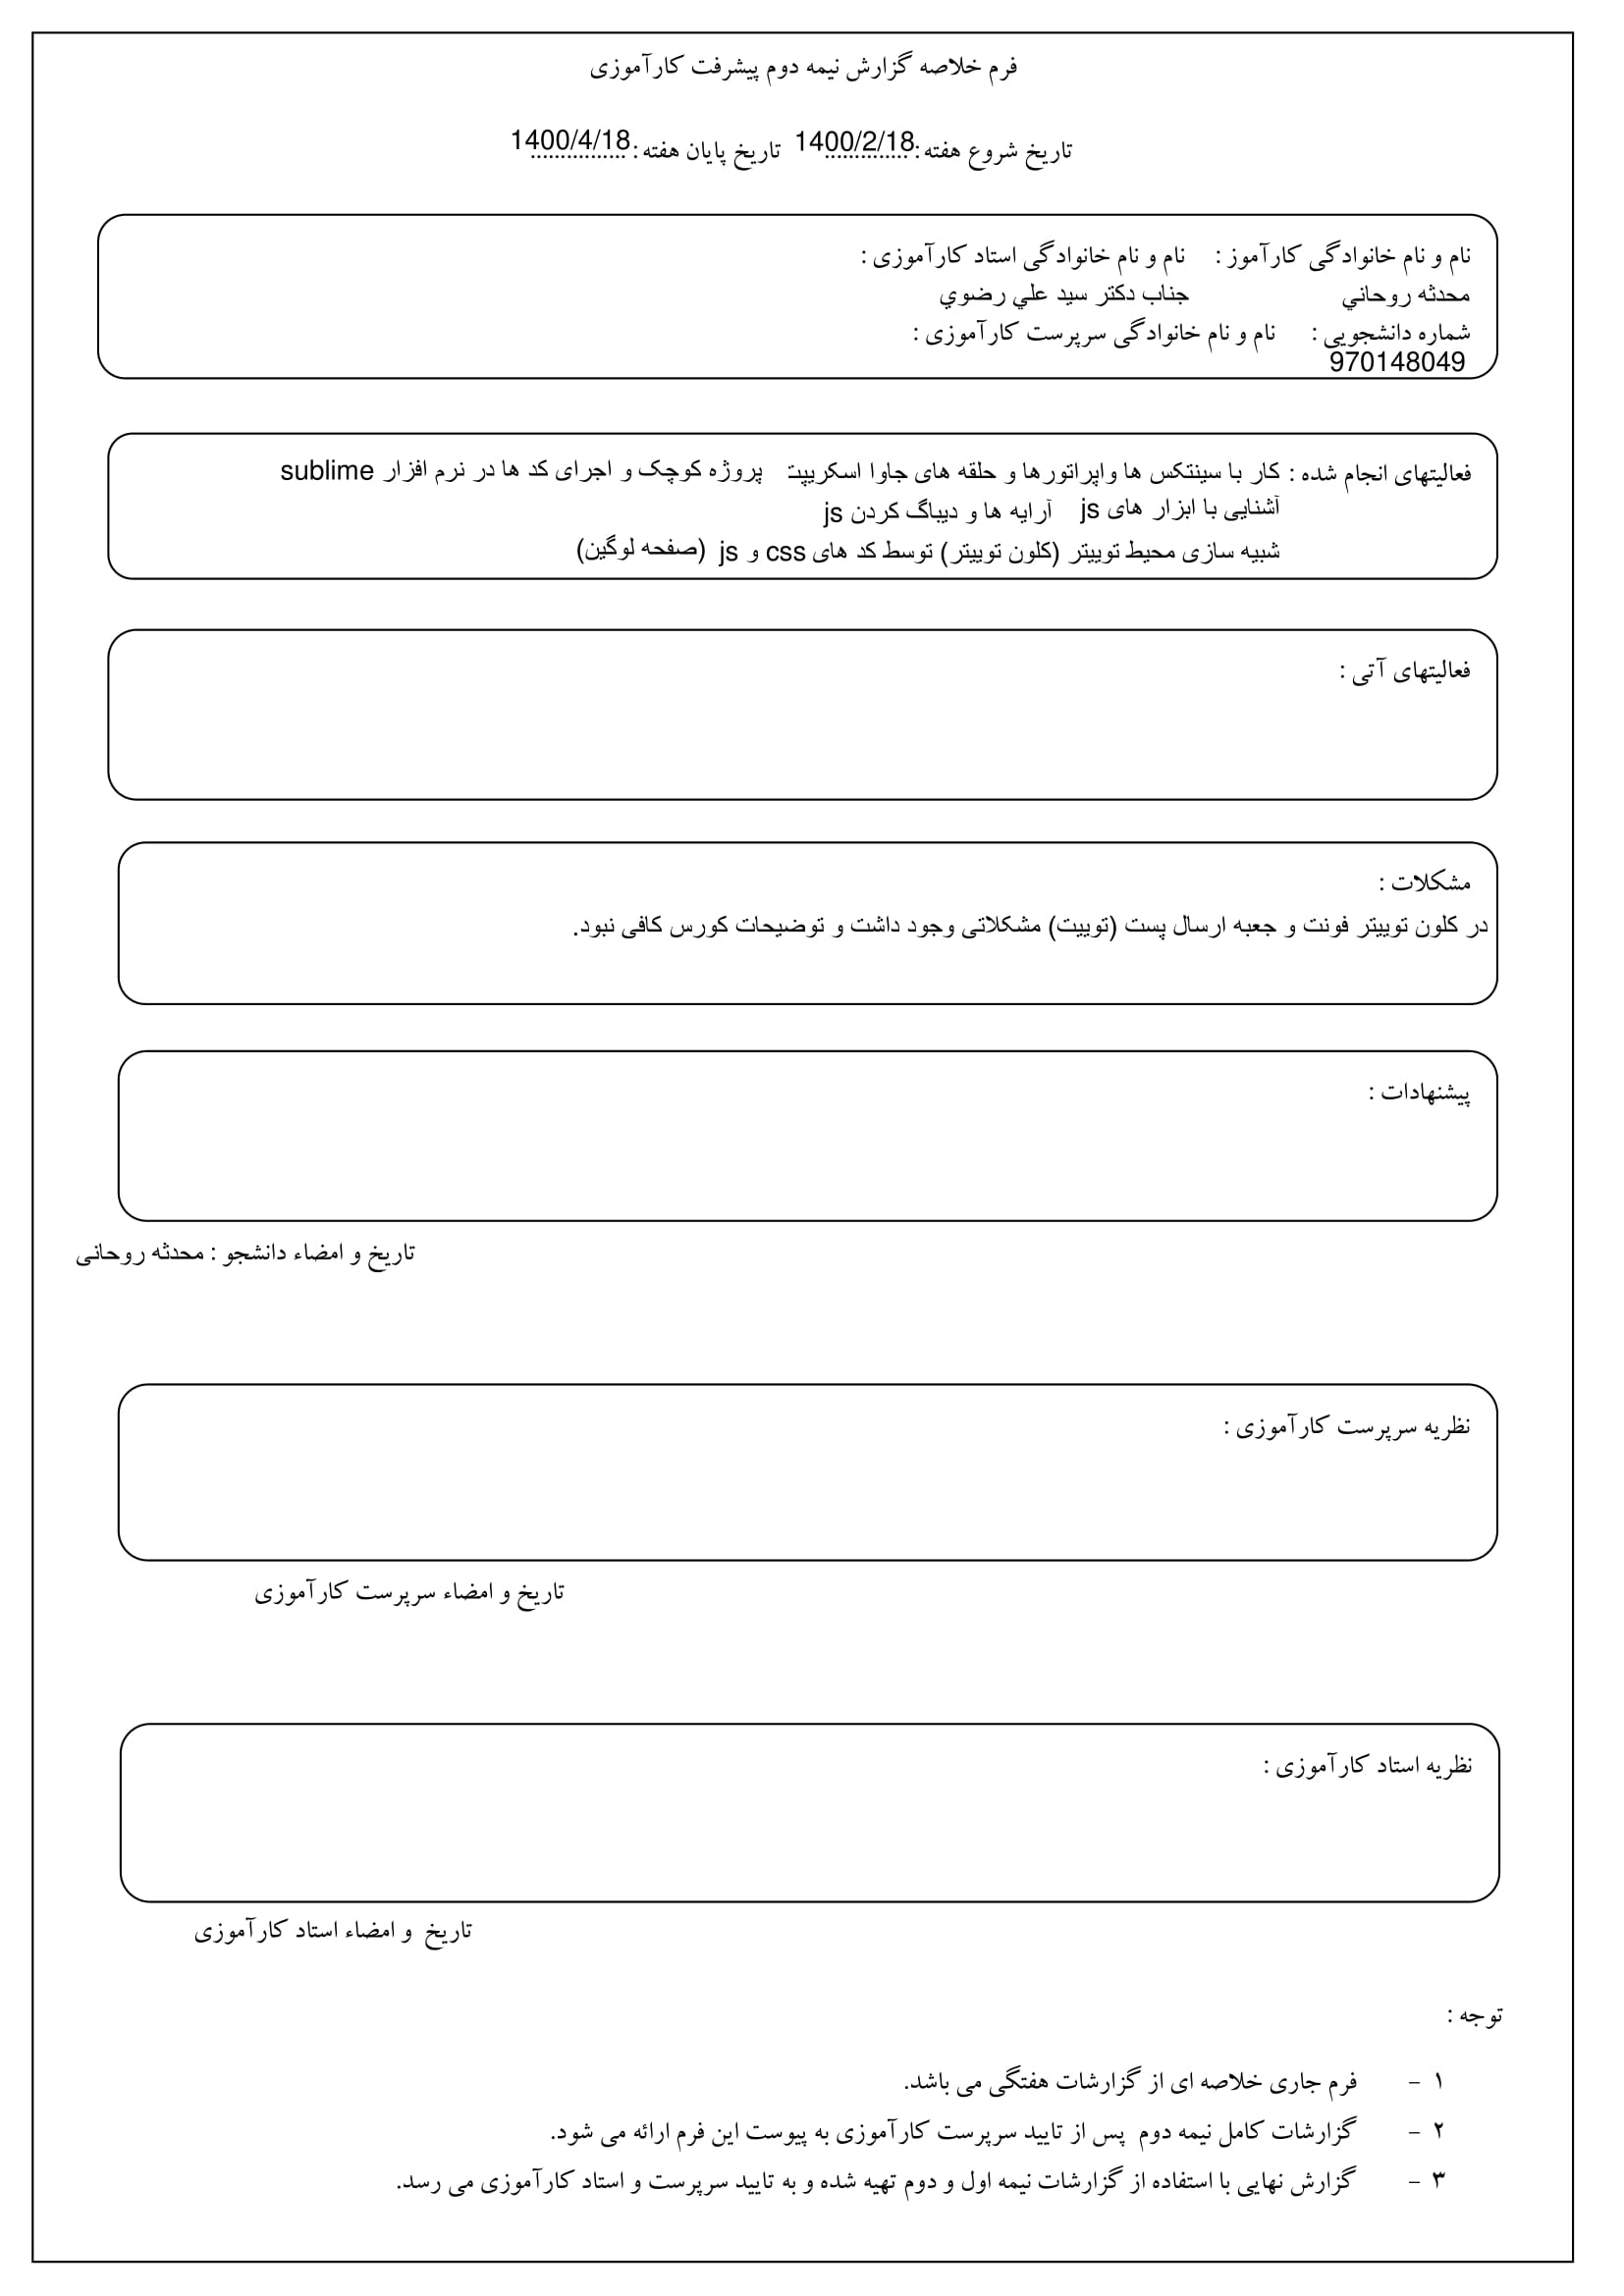 فرم خلاصه گزارش نیمه دوم پیشرفت کارآموزی
تاریخ شروع هفته: 1400/2/18 تاریخ پایان هفته: 1400/4/18
نام و نام خانوادگی کارآموز : نام و نام خانوادگی استاد کارآموزی :
محدثه روحاني جناب دکتر سيد علي رضوي
شماره دانشجویی : نام و نام خانوادگی سرپرست کارآموزی :
970148049
فعالیتهای انجام شده : کار با سینتکس ها واپراتورها و حلقه های جاوا اسکریپت پروژه کوچک و اجرای کد ها در نرم افزار sublime
آشنایی با ابزار های js آرایه ها و دیباگ کردن js
شبیه سازی محیط توییتر (کلون توییتر) توسط کد های css و js (صفحه لوگین)
فعالیتهای آتی :
مشکلات :
در کلون توییتر فونت و جعبه ارسال پست (توییت) مشکلاتی وجود داشت و توضیحات کورس کافی نبود.
پیشنهادات :
تاریخ و امضاء دانشجو : محدثه روحانی
نظریه سرپرست کارآموزی :
تاریخ و امضاء سرپرست کارآموزی
نظریه استاد کارآموزی :
تاریخ و امضاء استاد کارآموزی
توجه :
۱ - فرم جاری خلاصه ای از گزارشات هفتگی می باشد.
۲ - گزارشات کامل نیمه دوم پس از تایید سرپرست کارآموزی به پیوست این فرم ارائه می شود.
۳ - گزارش نهایی با استفاده از گزارشات نیمه اول و دوم تهیه شده و به تایید سرپرست و استاد کارآموزی می رسد.